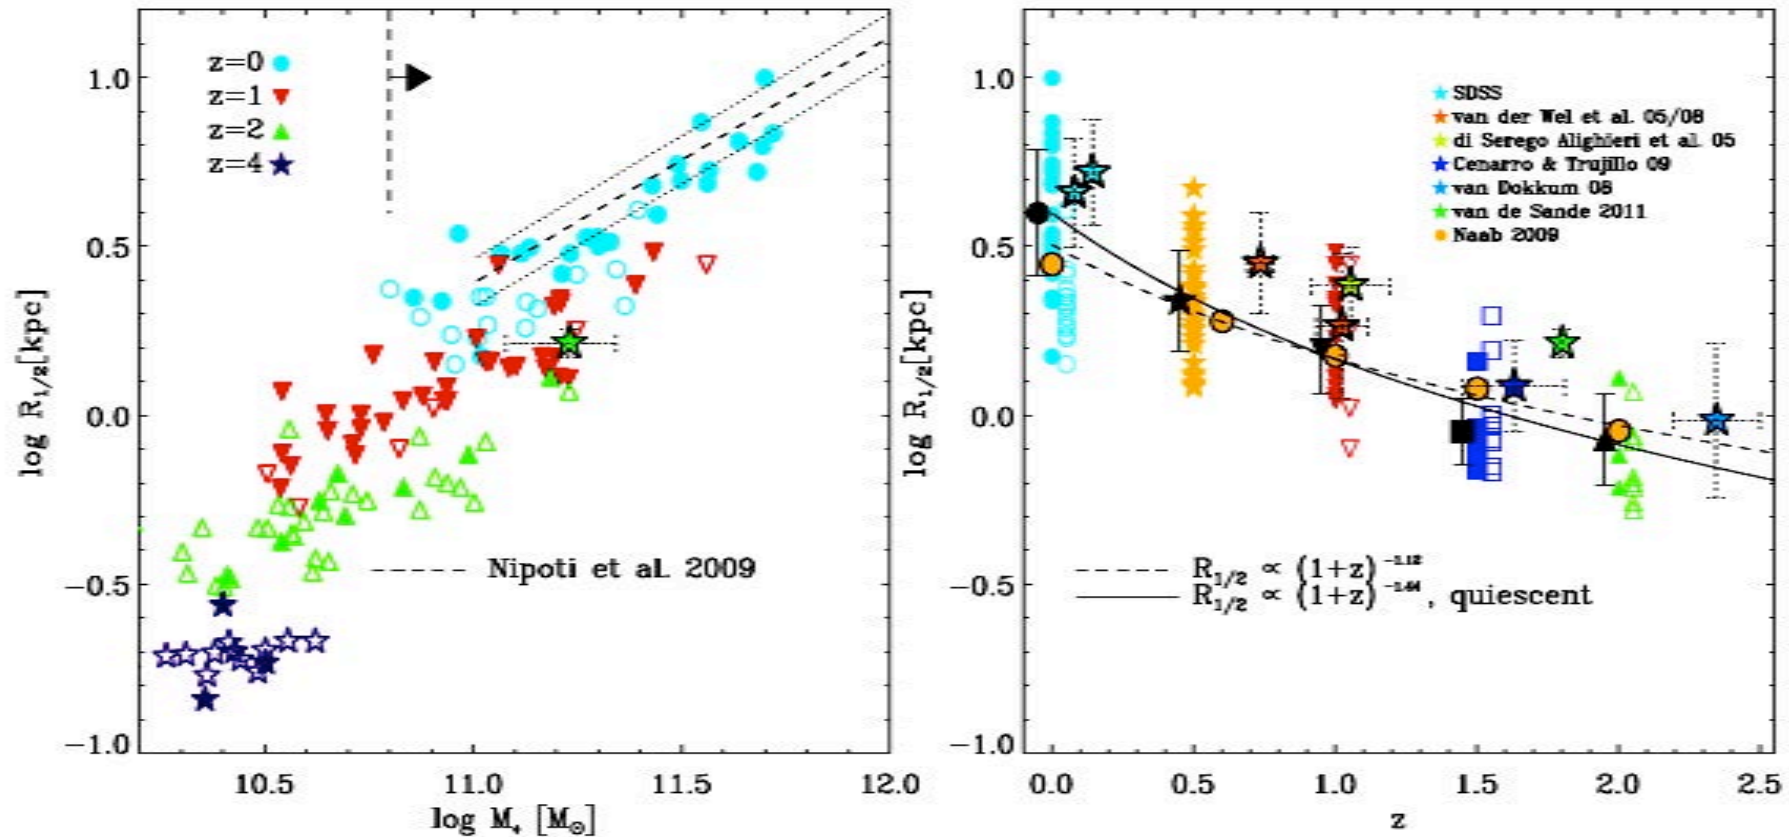 z=0
z=1
z=2
z=4
Nipoti et al. 2009
log R1/2[kpc]
1.0
0.5
0.0
−0.5
−1.0
10.5
11.0
11.5
12.0
log M* [M⊙]
SDSS
van der Wel et al. 05/08
di Serego Alighieri et al. 05
Cenarro & Trujillo 09
van Dokkum 08
van de Sande 2011
Naab 2009
R1/2 ∝ (1+z)^−1.12
R1/2 ∝ (1+z)^−1.44, quiescent
log R1/2[kpc]
1.0
0.5
0.0
−0.5
−1.0
0.0
0.5
1.0
1.5
2.0
2.5
z